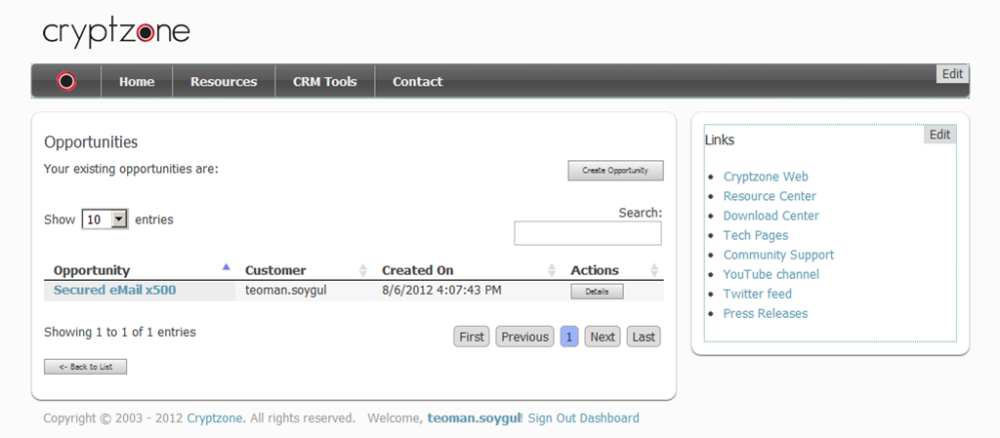 cryptzone
Home Resources CRM Tools Contact Edit
Opportunities
Your existing opportunities are:
Create Opportunity
Show 10 entries
Search:
Opportunity Customer Created On Actions
Secured eMail x500 teoman.soygul 8/6/2012 4:07:43 PM Details
Showing 1 to 1 of 1 entries
First Previous 1 Next Last
<- Back to List
Edit
Links
Cryptzone Web
Resource Center
Download Center
Tech Pages
Community Support
YouTube channel
Twitter feed
Press Releases
Copyright © 2003 - 2012 Cryptzone. All rights reserved. Welcome, teoman.soygul! Sign Out Dashboard